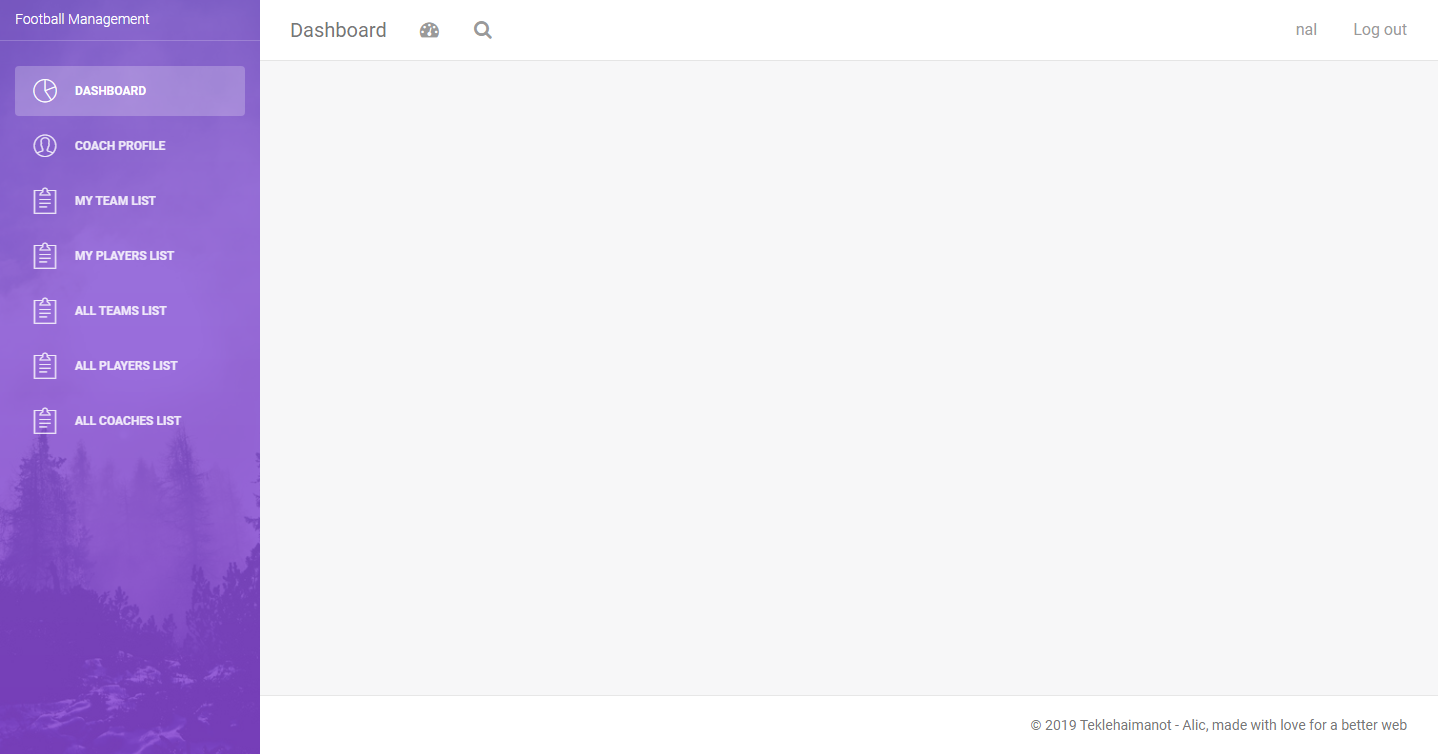 Football Management
DASHBOARD
COACH PROFILE
MY TEAM LIST
MY PLAYERS LIST
ALL TEAMS LIST
ALL PLAYERS LIST
ALL COACHES LIST
Dashboard
nal
Log out
© 2019 Teklehaimanot - Alic, made with love for a better web